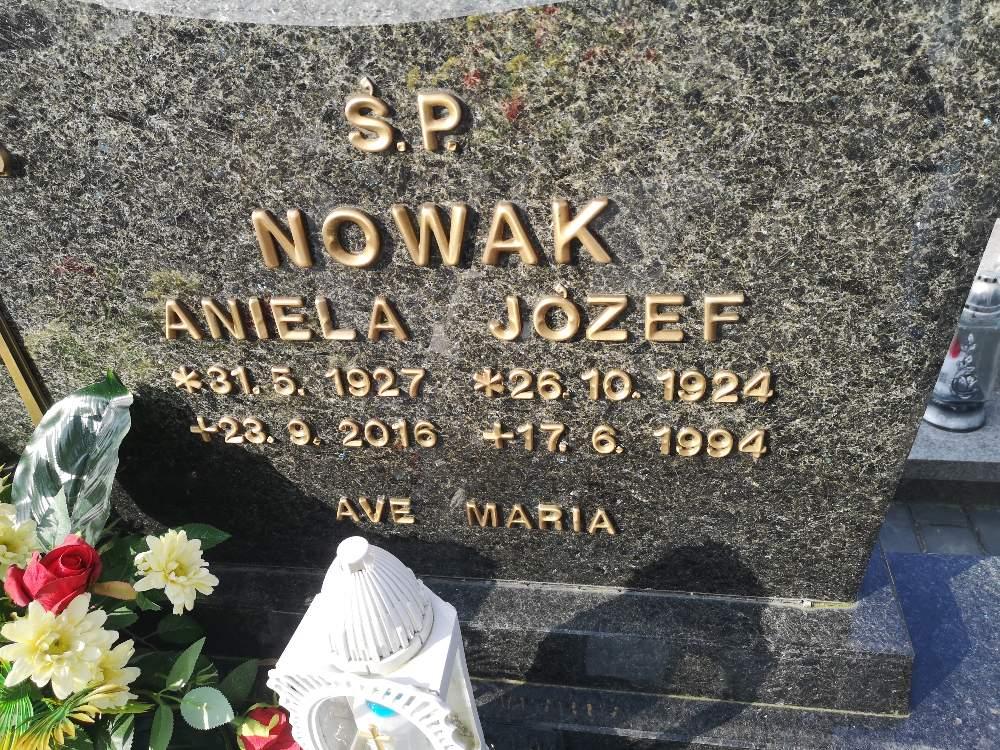 Ś.P.
NOWAK
ANIELA JÓZEF
*31.5.1927 *26.10.1924
+23.9.2016 +17.6.1994
AVE MARIA